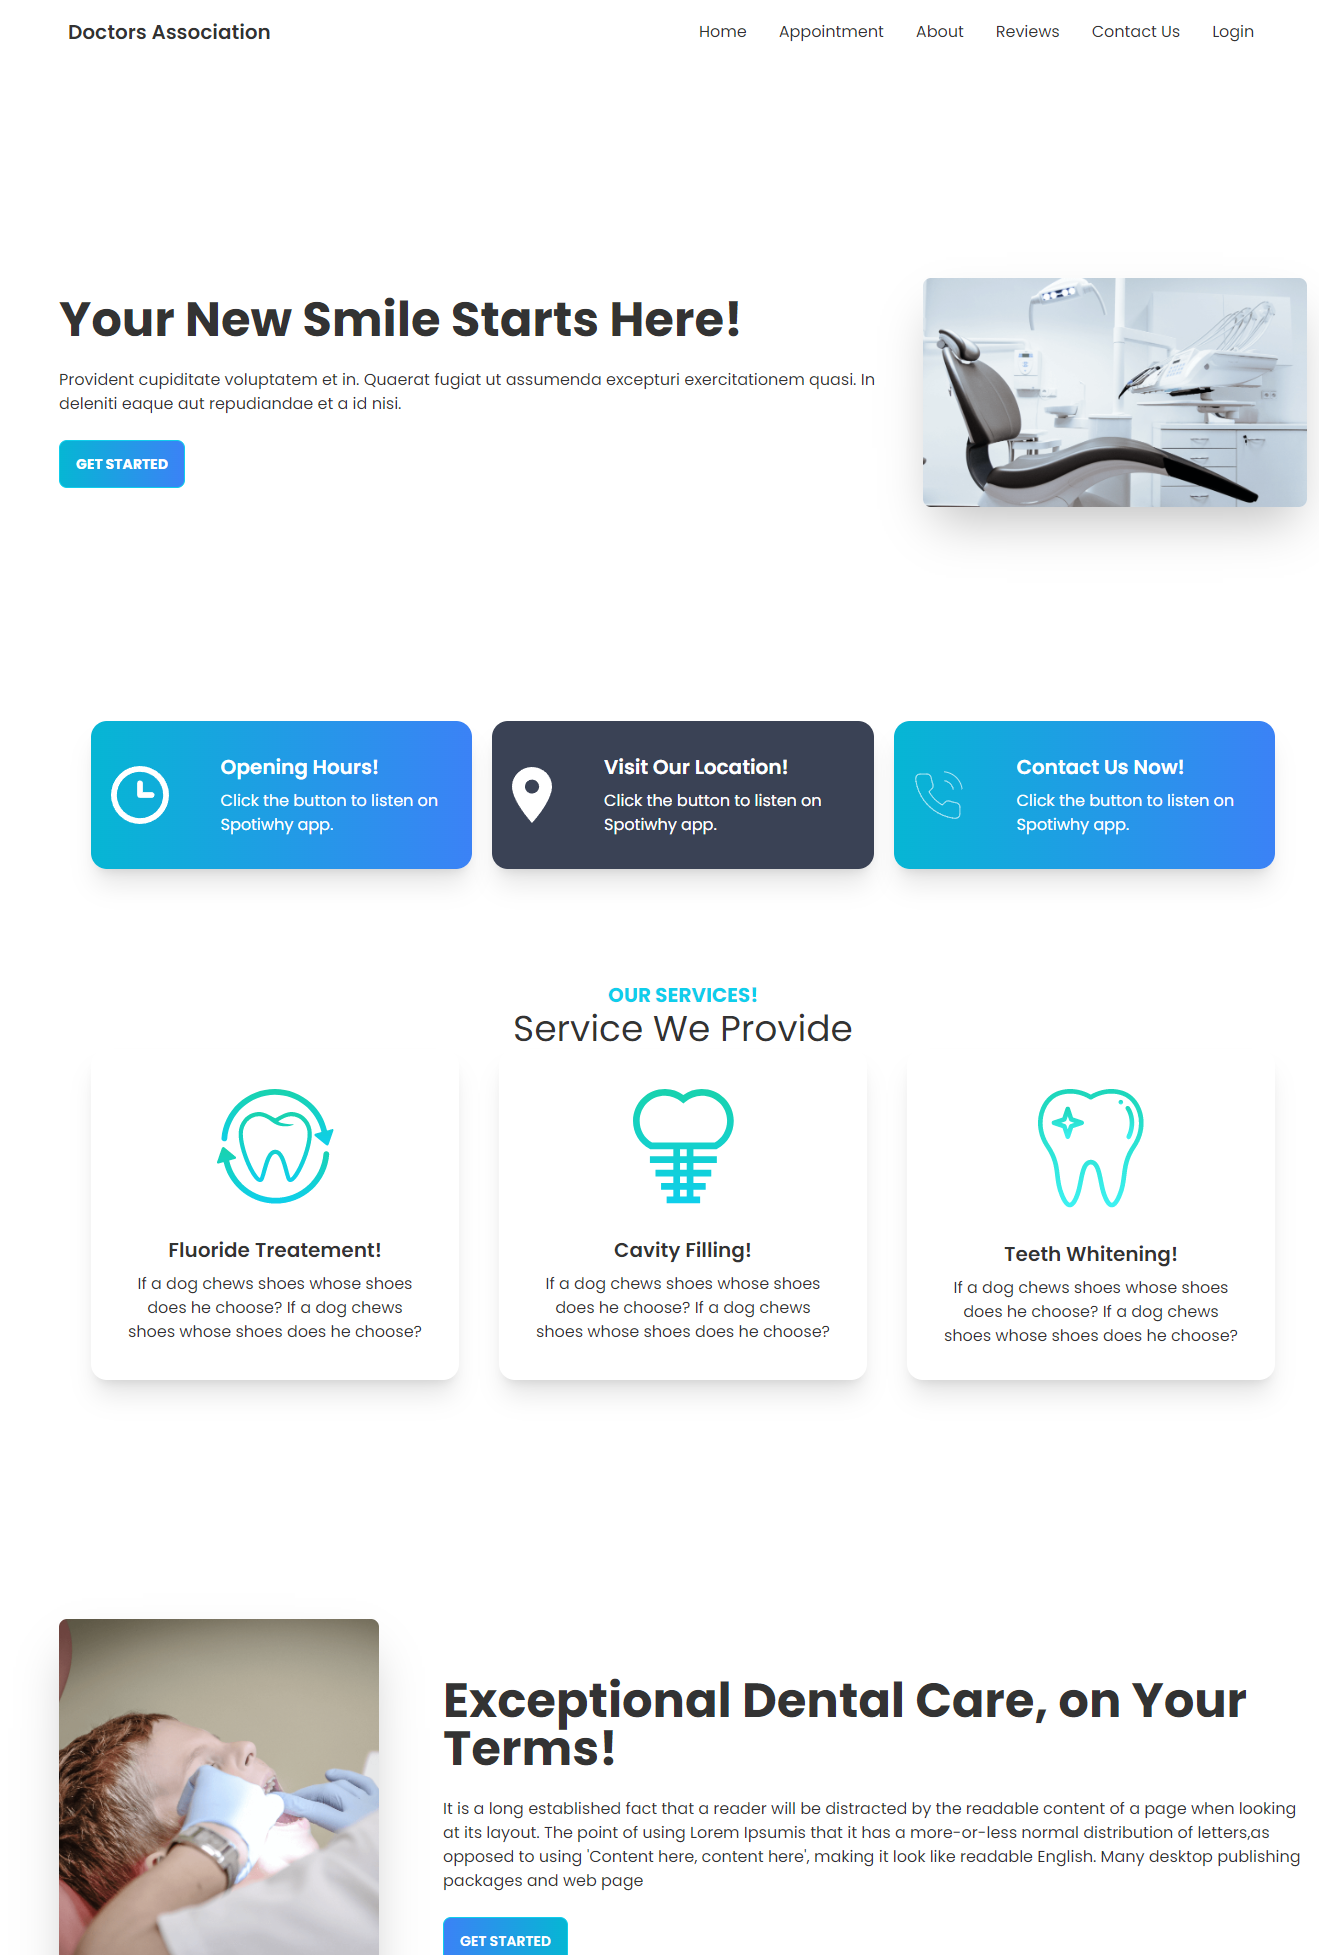 Doctors Association
Home Appointment About Reviews Contact Us Login
Your New Smile Starts Here!
Provident cupiditate voluptatem et in. Quaerat fugiat ut assumenda excepturi exercitationem quasi. In
deleniti eaque aut repudiandae et a id nisi.
GET STARTED
Opening Hours!
Click the button to listen on
Spotiwhy app.
Visit Our Location!
Click the button to listen on
Spotiwhy app.
Contact Us Now!
Click the button to listen on
Spotiwhy app.
OUR SERVICES!
Service We Provide
Fluoride Treatement!
If a dog chews shoes whose shoes
does he choose? If a dog chews
shoes whose shoes does he choose?
Cavity Filling!
If a dog chews shoes whose shoes
does he choose? If a dog chews
shoes whose shoes does he choose?
Teeth Whitening!
If a dog chews shoes whose shoes
does he choose? If a dog chews
shoes whose shoes does he choose?
Exceptional Dental Care, on Your
Terms!
It is a long established fact that a reader will be distracted by the readable content of a page when looking
at its layout. The point of using Lorem Ipsumis that it has a more-or-less normal distribution of letters,as
opposed to using 'Content here, content here', making it look like readable English. Many desktop publishing
packages and web page
GET STARTED